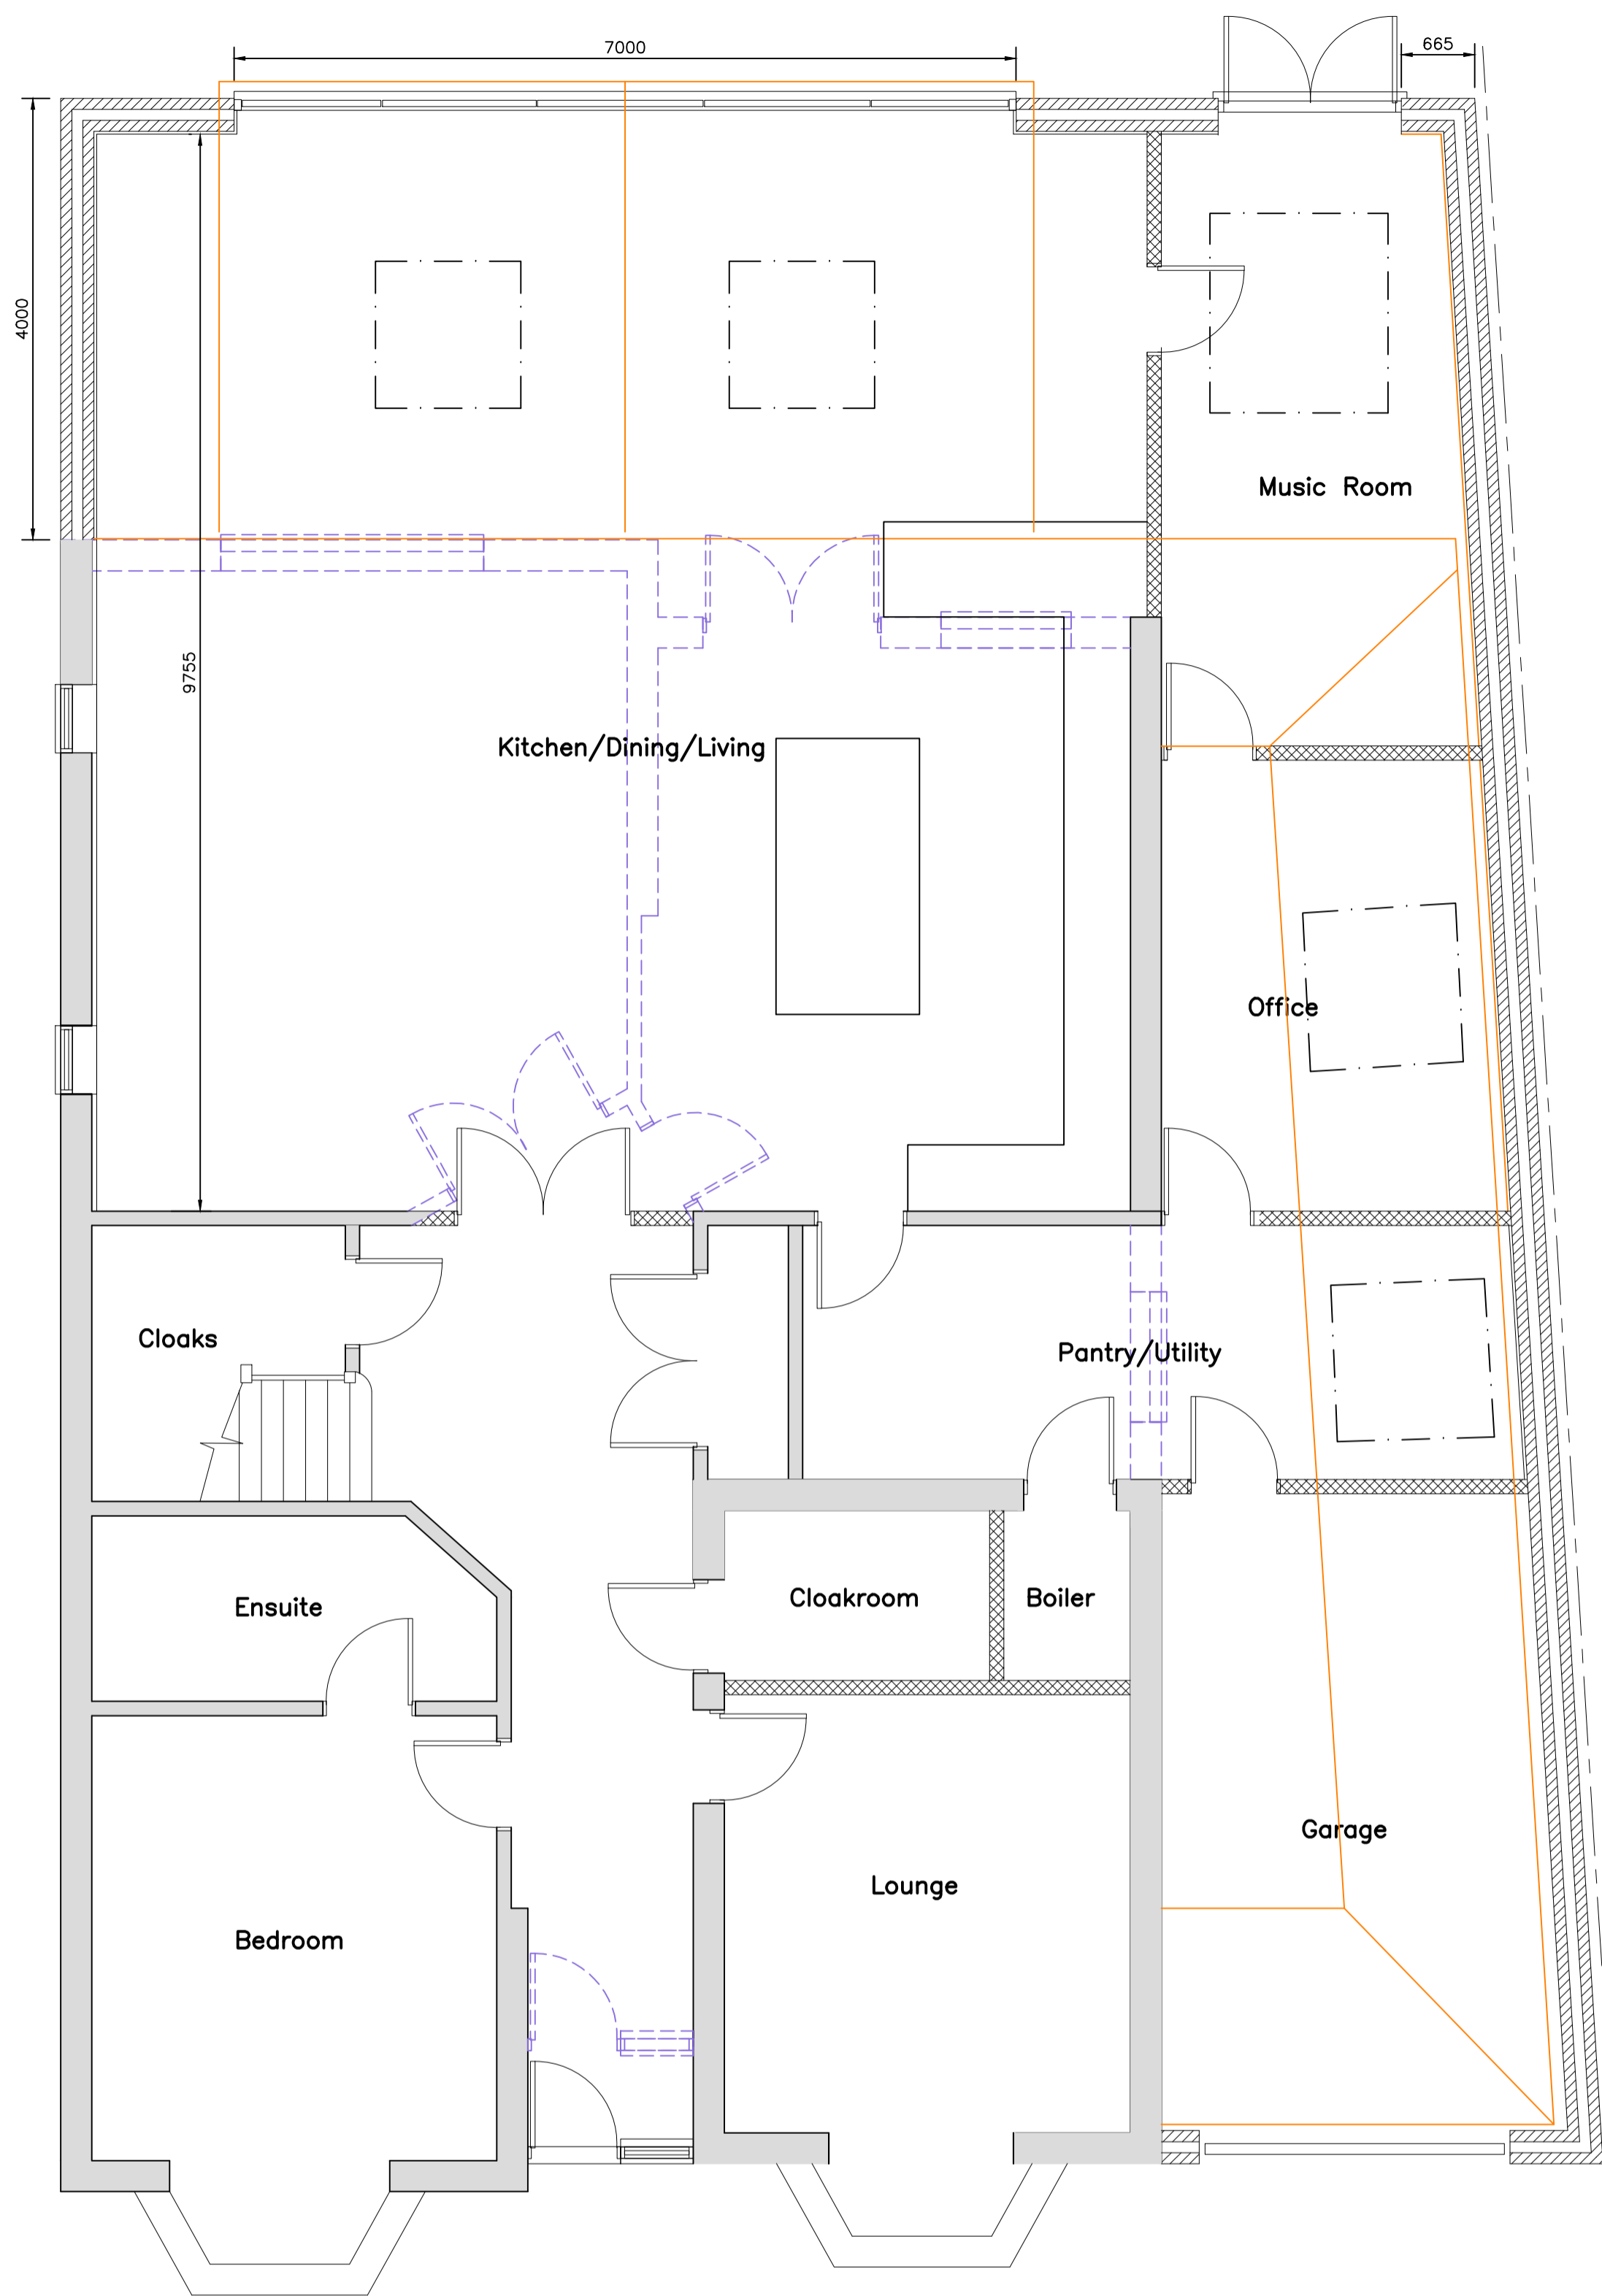 7000
665
4000
9755
Music Room
Kitchen/Dining/Living
Office
Cloaks
Pantry/Utility
Ensuite
Cloakroom
Boiler
Garage
Lounge
Bedroom